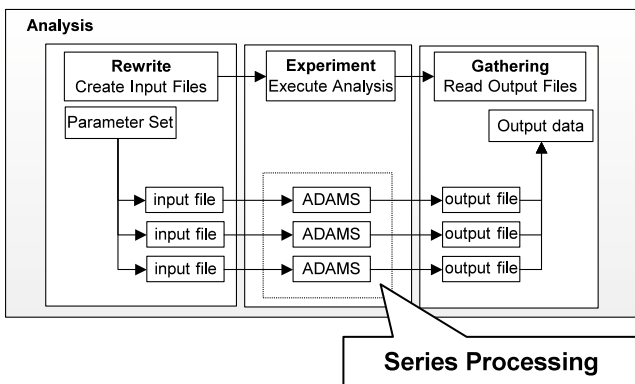 Analysis
Rewrite
Create Input Files
Experiment
Execute Analysis
Gathering
Read Output Files
Parameter Set
Output data
input file
ADAMS
output file
input file
ADAMS
output file
input file
ADAMS
output file
Series Processing